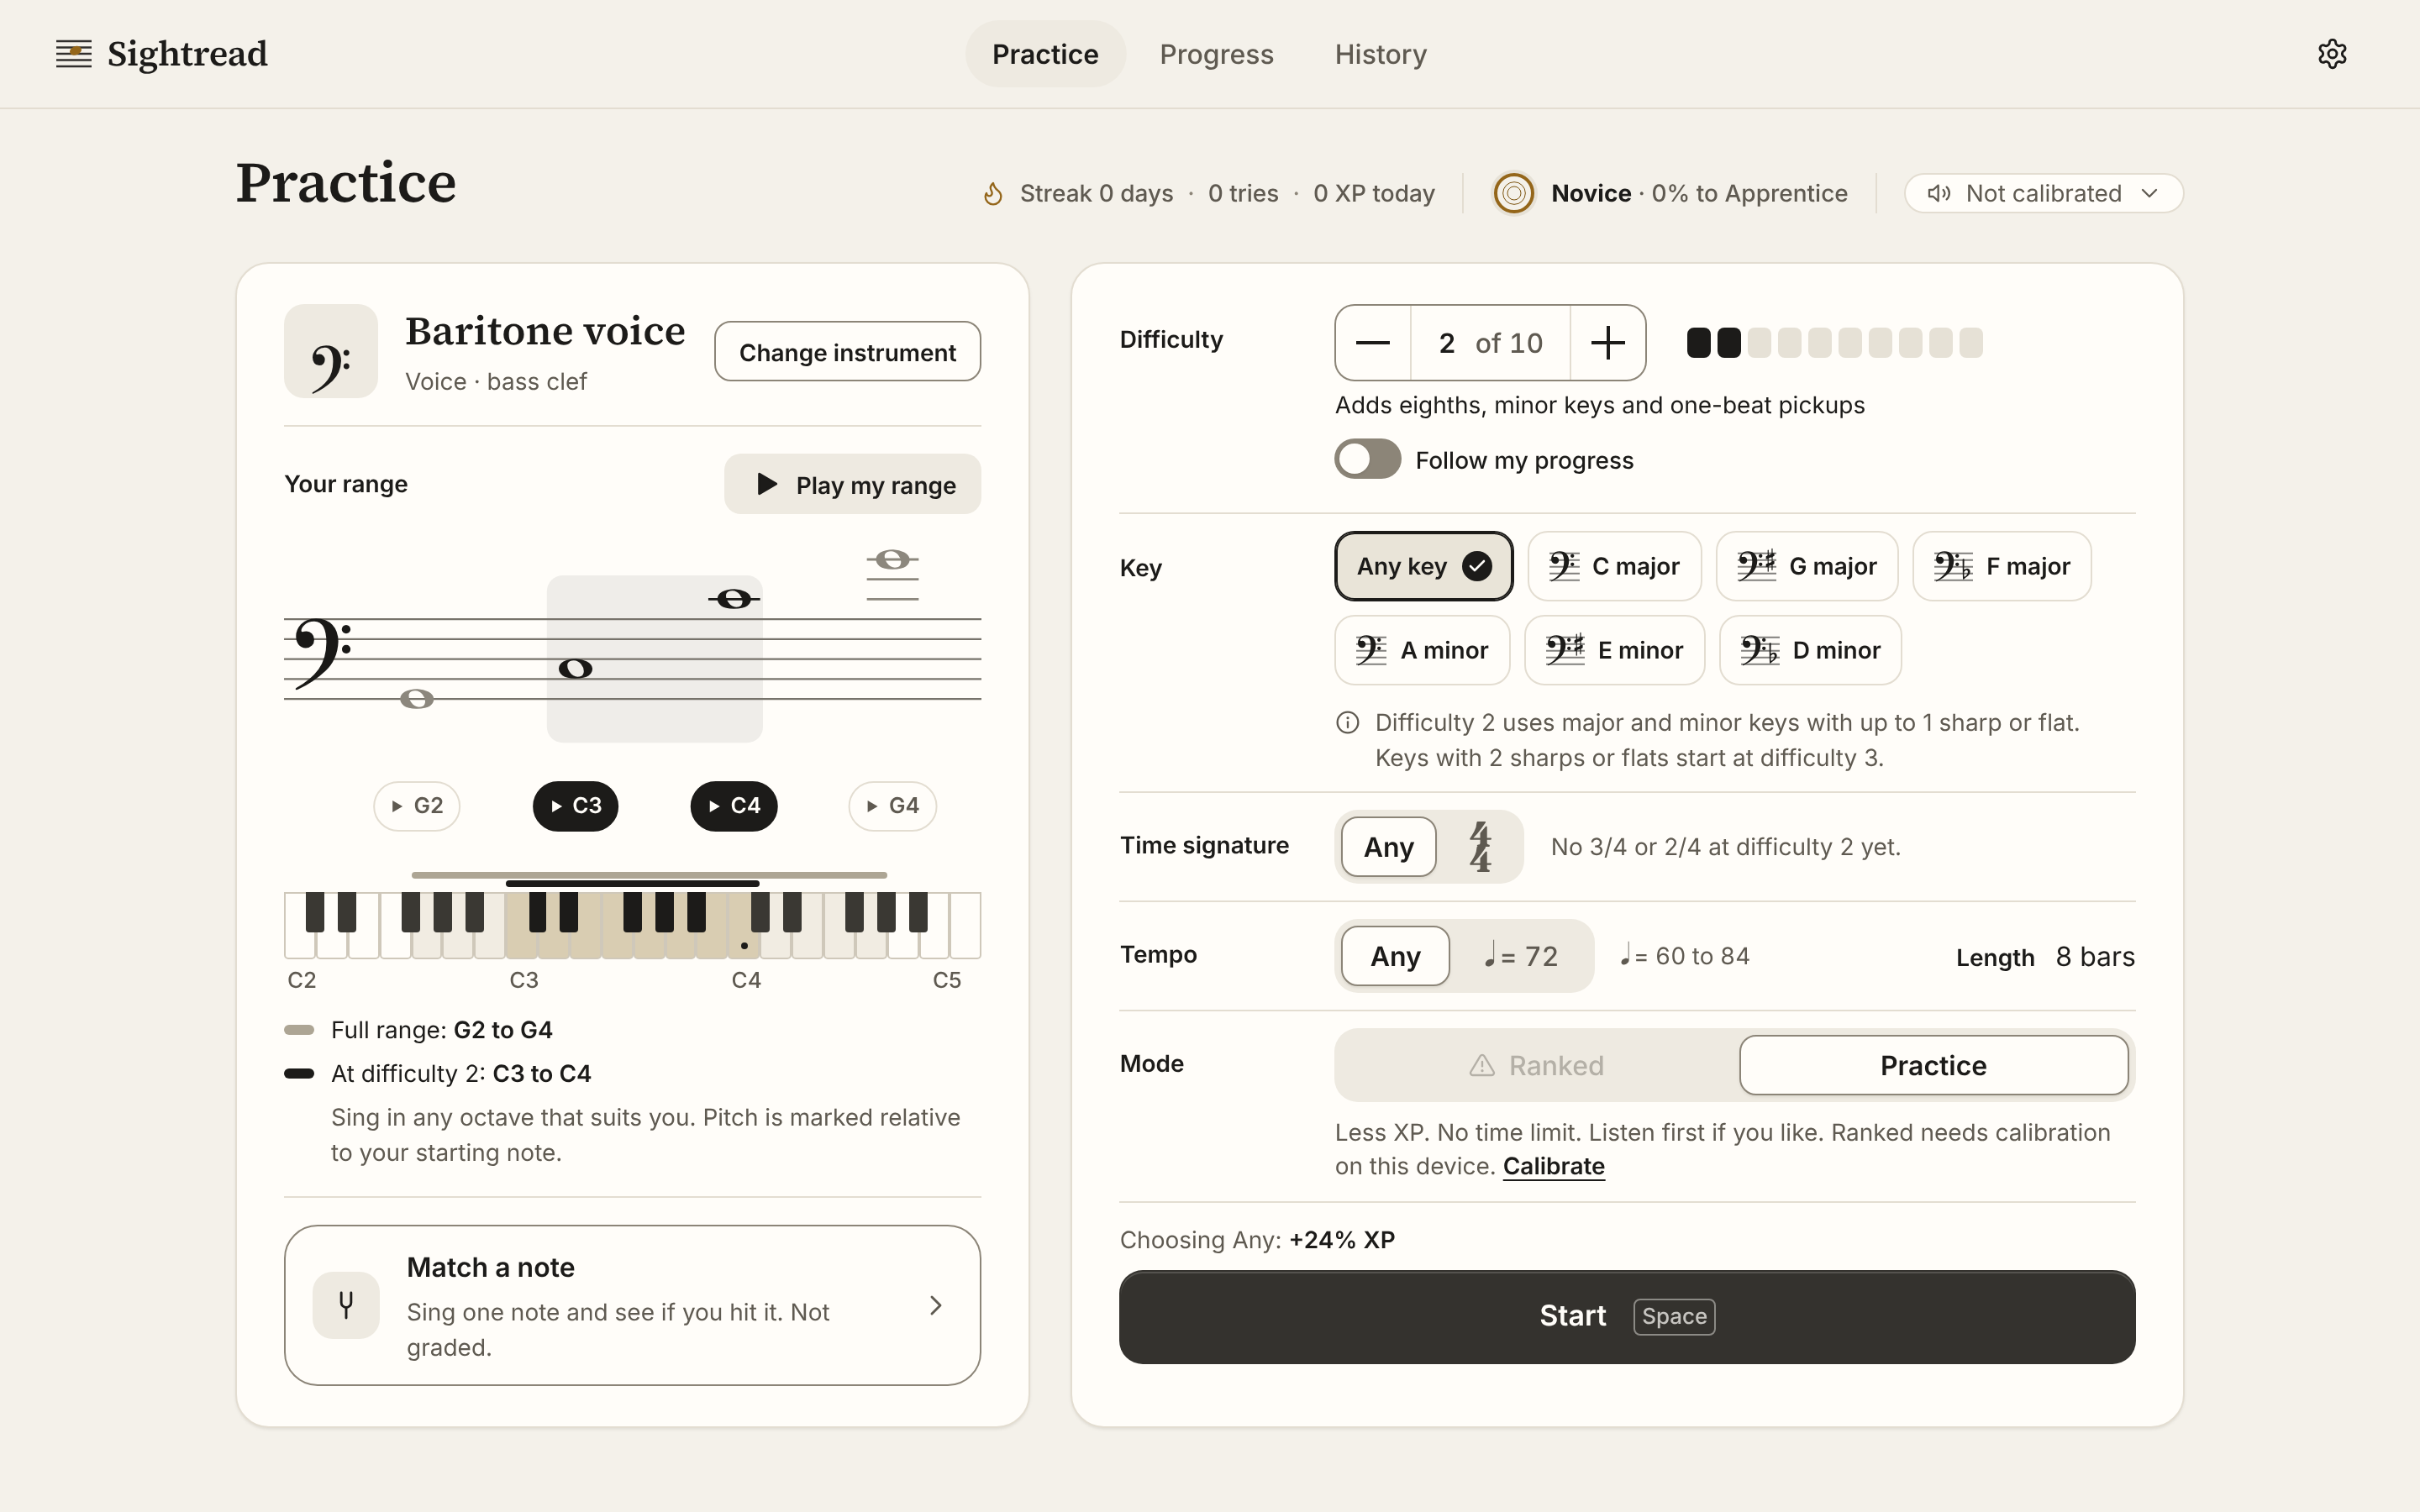 Sightread
Practice
Progress
History
Practice
Streak 0 days · 0 tries · 0 XP today
Novice · 0% to Apprentice
Not calibrated
Baritone voice
Voice · bass clef
Change instrument
Your range
Play my range
G2
C3
C4
G4
C2
C3
C4
C5
Full range: G2 to G4
At difficulty 2: C3 to C4
Sing in any octave that suits you. Pitch is marked relative
to your starting note.
Match a note
Sing one note and see if you hit it. Not
graded.
Difficulty
2 of 10
Adds eighths, minor keys and one-beat pickups
Follow my progress
Key
Any key
C major
G major
F major
A minor
E minor
D minor
Difficulty 2 uses major and minor keys with up to 1 sharp or flat.
Keys with 2 sharps or flats start at difficulty 3.
Time signature
Any
4
4
No 3/4 or 2/4 at difficulty 2 yet.
Tempo
Any
♩= 72
♩= 60 to 84
Length 8 bars
Mode
Ranked
Practice
Less XP. No time limit. Listen first if you like. Ranked needs calibration
on this device. Calibrate
Choosing Any: +24% XP
Start
Space